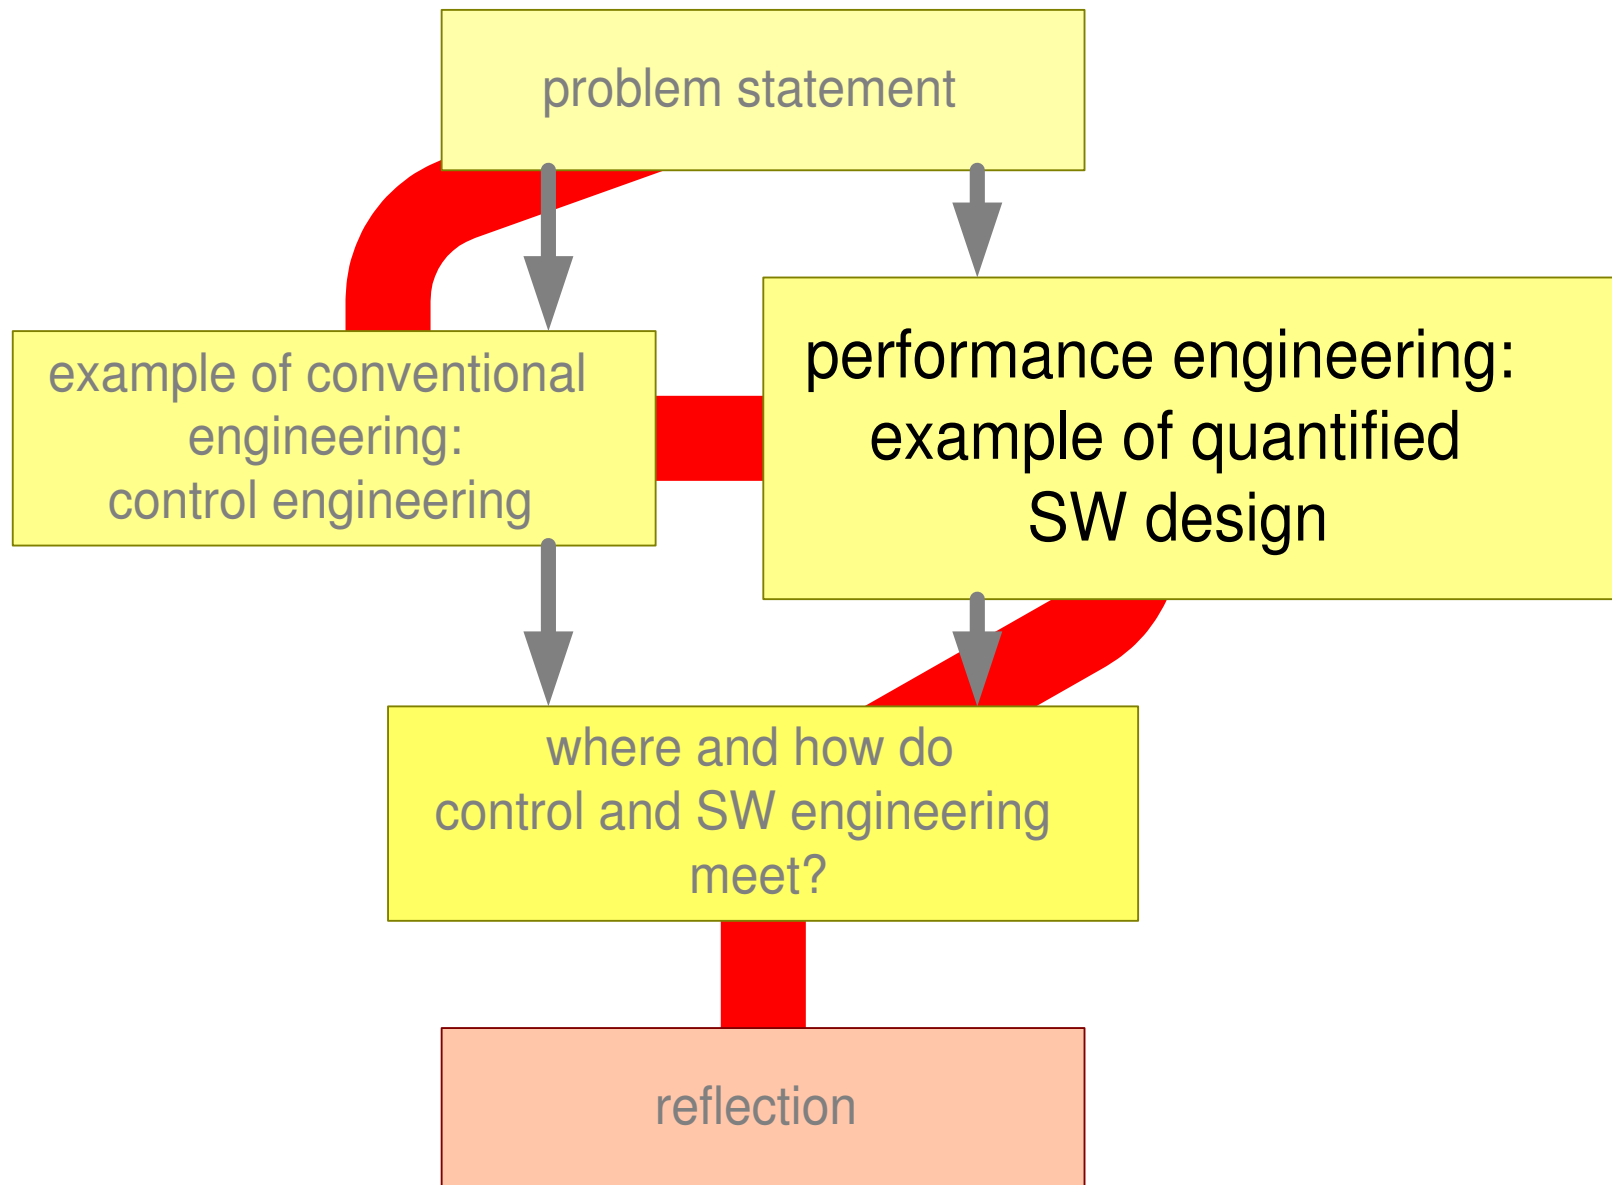 problem statement
example of conventional
engineering:
control engineering
performance engineering:
example of quantified
SW design
where and how do
control and SW engineering
meet?
reflection